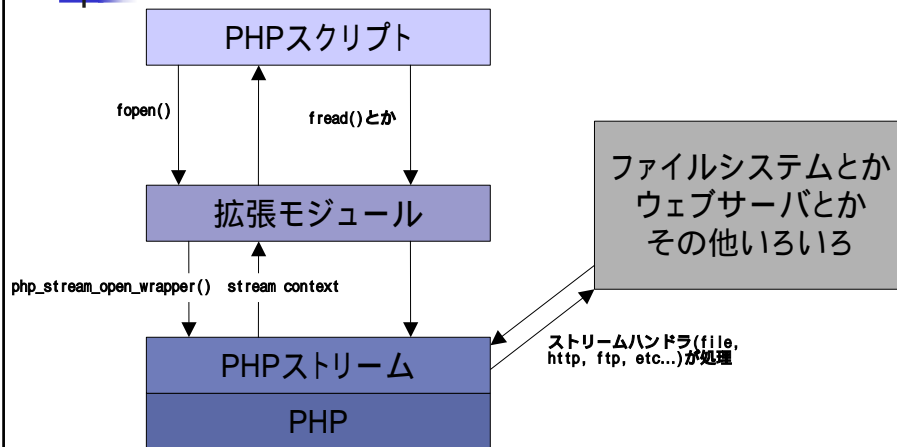 PHPスクリプト
fopen()
fread()とか
拡張モジュール
php_stream_open_wrapper()
stream context
ファイルシステムとか
ウェブサーバとか
その他いろいろ
ストリームハンドラ(file,
http, ftp, etc...)が処理
PHPストリーム
PHP